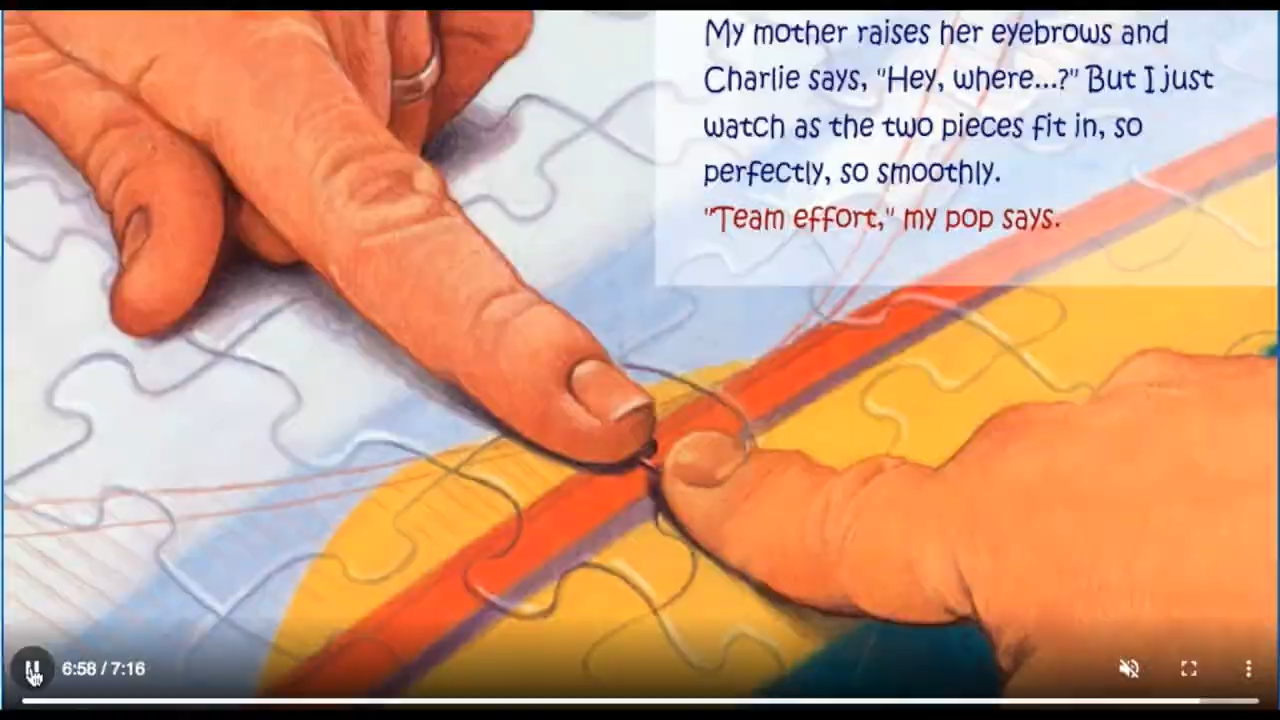 My mother raises her eyebrows and
Charlie says, "Hey, where...?" But I just
watch as the two pieces fit in, so
perfectly, so smoothly.
"Team effort," my pop says.
6:58 / 7:16